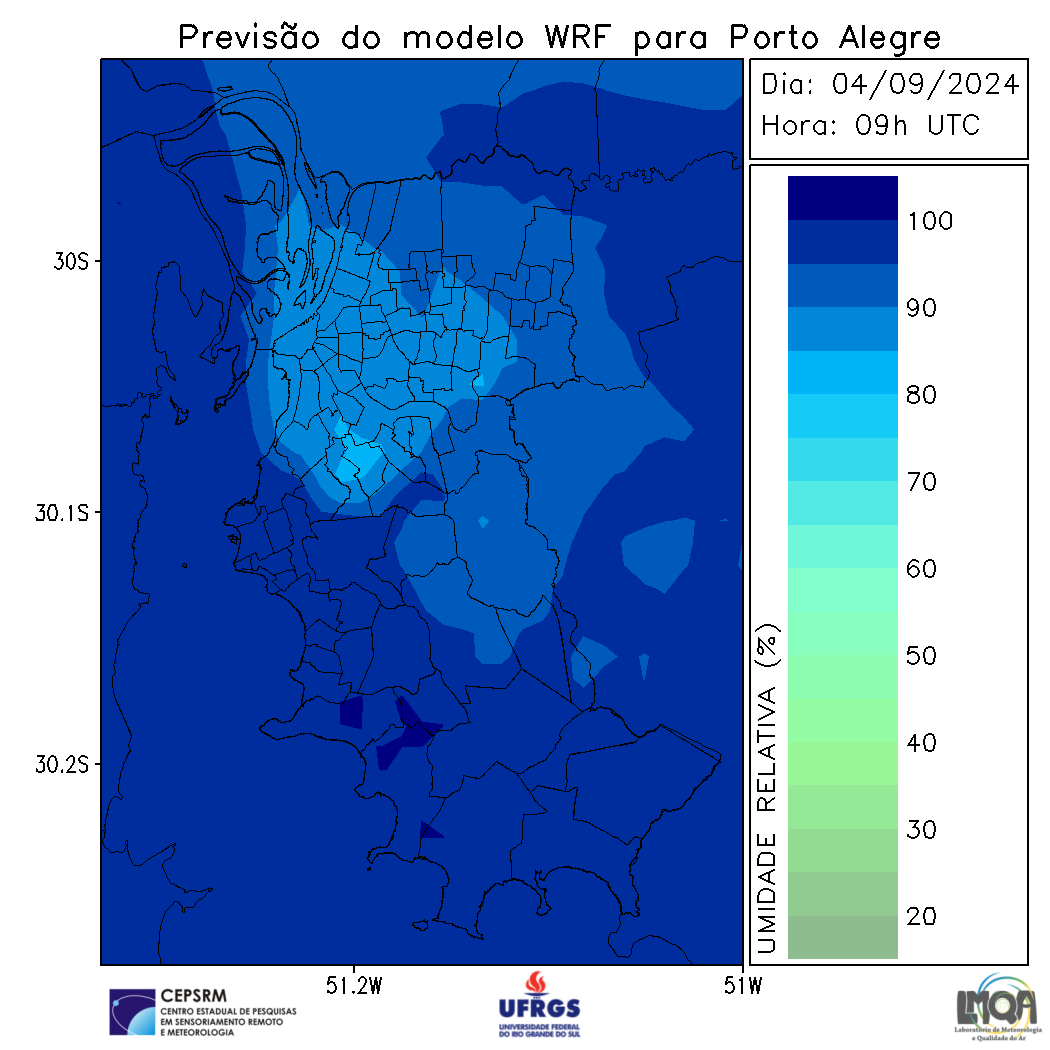 Previsão do modelo WRF para Porto Alegre
Dia: 04/09/2024
Hora: 09h UTC
100
90
80
70
60
50
40
30
20
UMIDADE RELATIVA (%)
30S
30.1S
30.2S
51.2W
51W
CEPSRM
CENTRO ESTADUAL DE PESQUISAS
EM SENSORIAMENTO REMOTO
E METEOROLOGIA
UFRGS
UNIVERSIDADE FEDERAL
DO RIO GRANDE DO SUL
LMQA
Laboratório de Meteorologia
e Qualidade do Ar